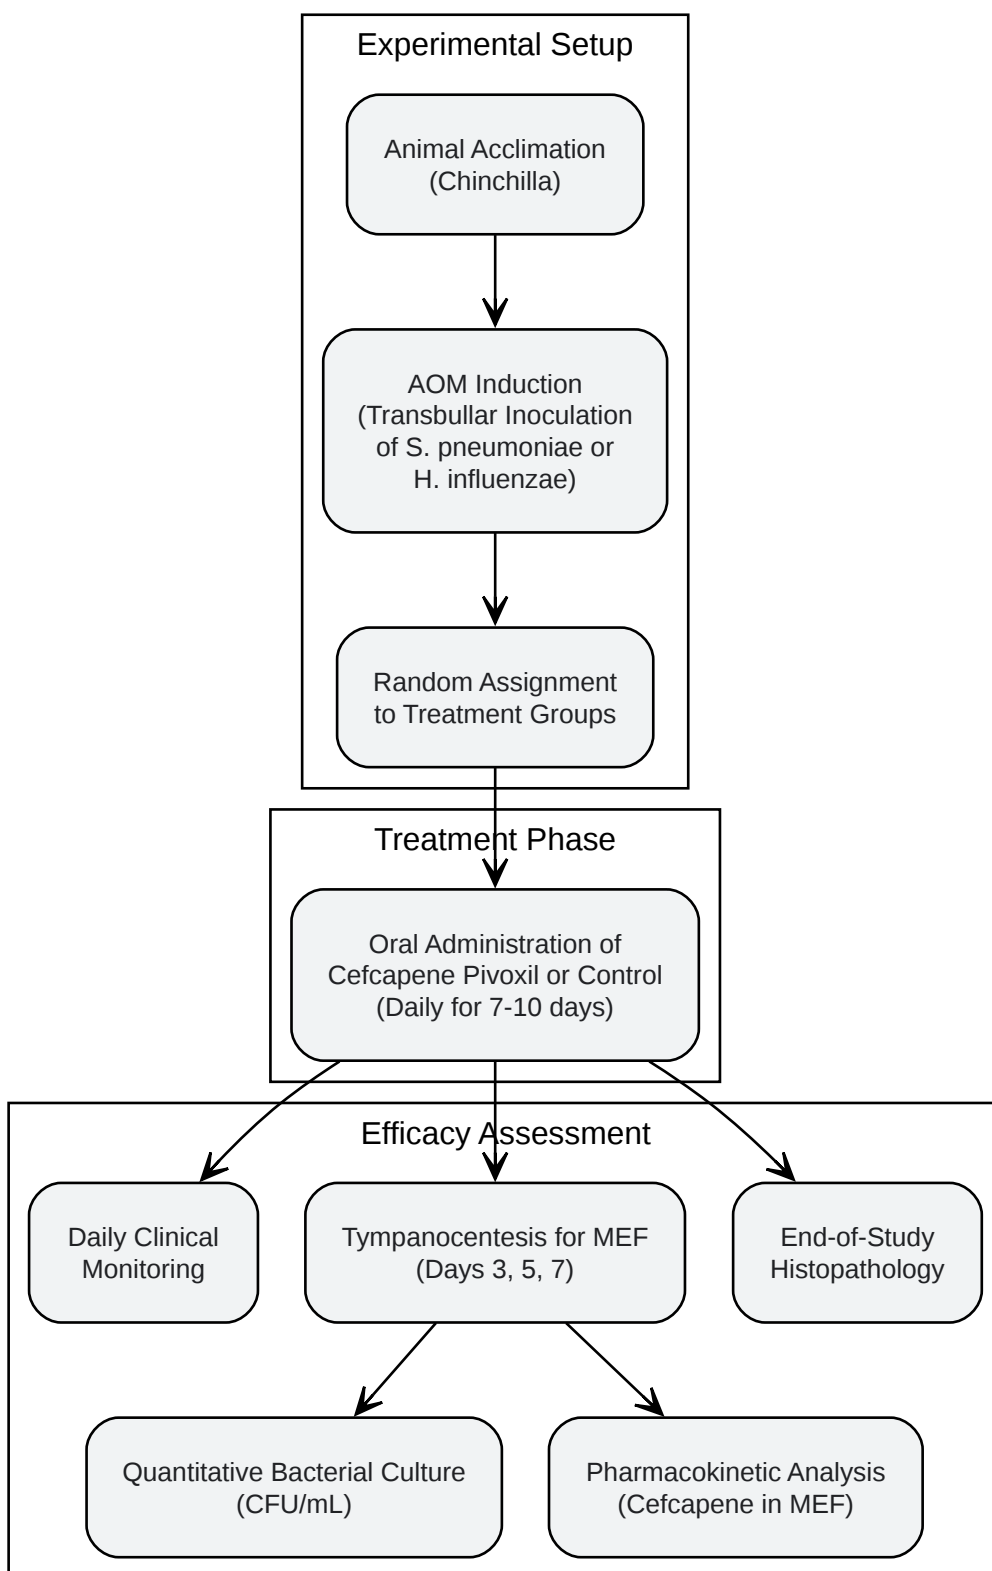 Experimental Setup
Animal Acclimation
(Chinchilla)
AOM Induction
(Transbullar Inoculation
of S. pneumoniae or
H. influenzae)
Random Assignment
to Treatment Groups
Treatment Phase
Oral Administration of
Cefcapene Pivoxil or Control
(Daily for 7-10 days)
Efficacy Assessment
Daily Clinical
Monitoring
Tympanocentesis for MEF
(Days 3, 5, 7)
End-of-Study
Histopathology
Quantitative Bacterial Culture
(CFU/mL)
Pharmacokinetic Analysis
(Cefcapene in MEF)